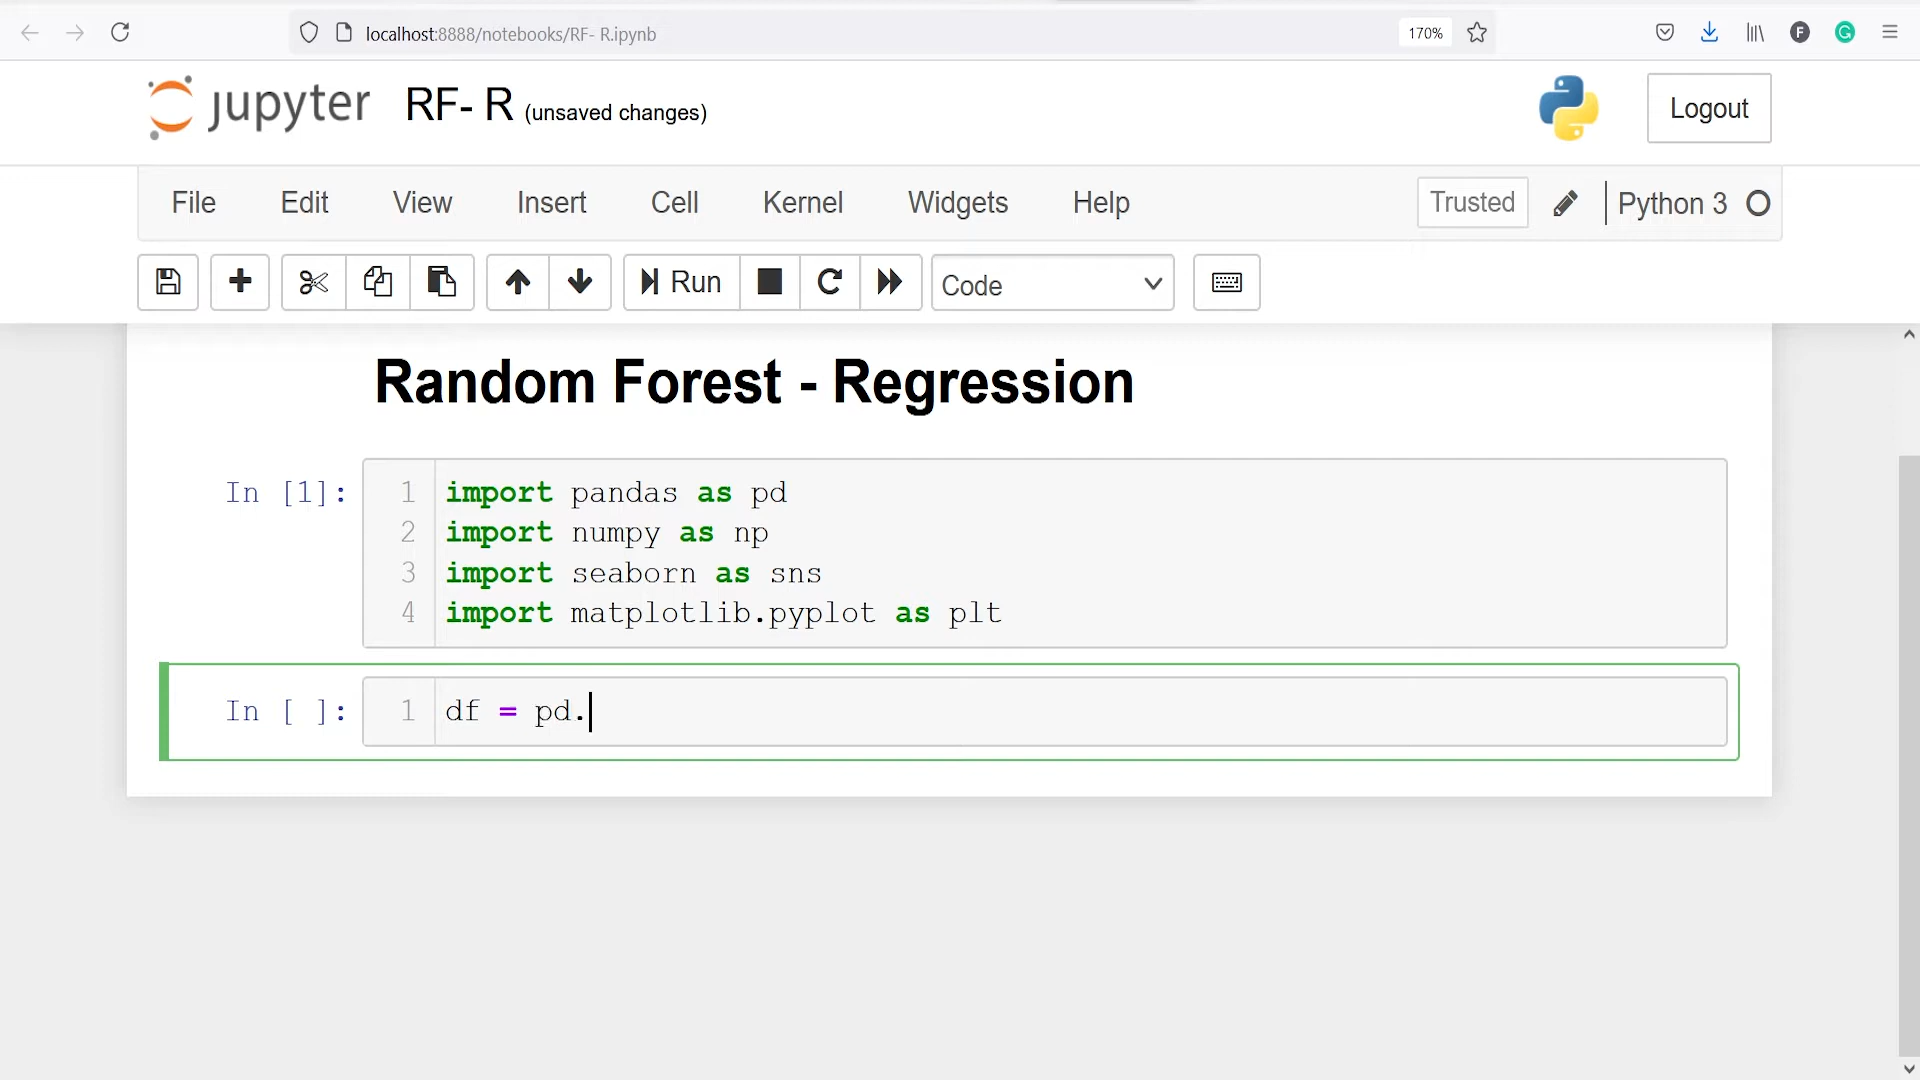 localhost:8888/notebooks/RF- R.ipynb
170%
F
G
jupyter RF- R (unsaved changes)
Logout
File Edit View Insert Cell Kernel Widgets Help
Trusted
Python 3
Run
Code
Random Forest - Regression
In [1]:
1 import pandas as pd
2 import numpy as np
3 import seaborn as sns
4 import matplotlib.pyplot as plt
In [ ]:
1 df = pd.